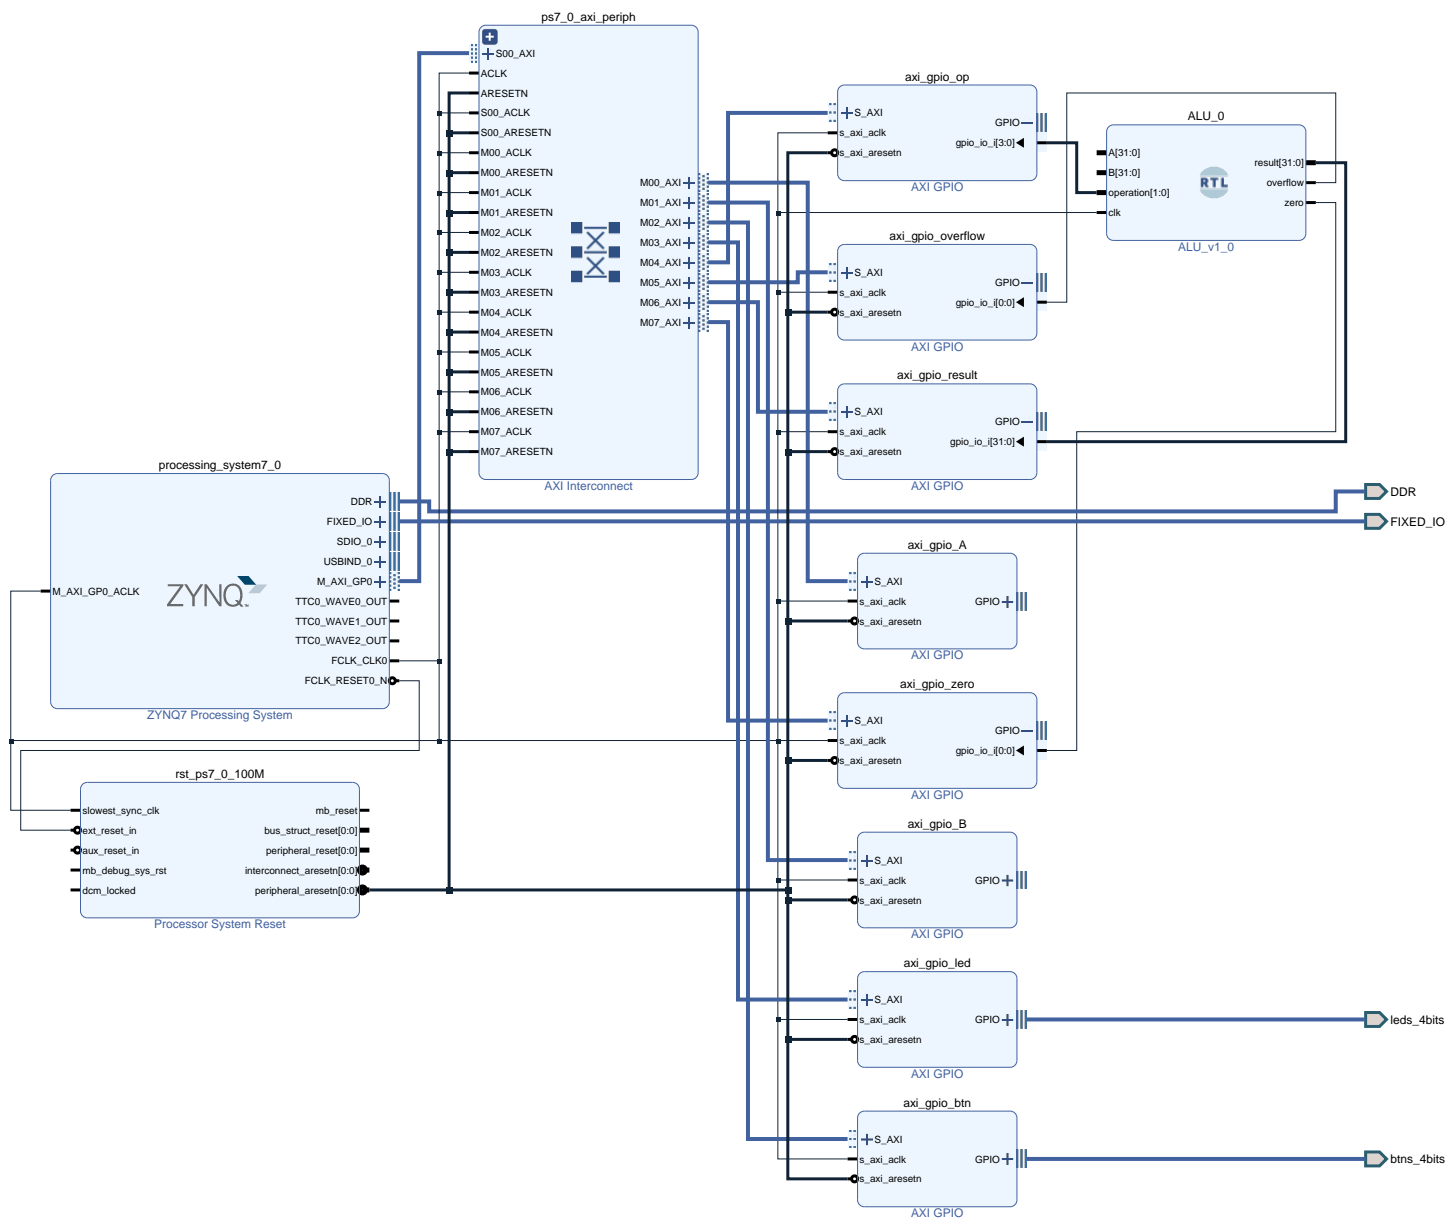 ps7_0_axi_periph
S00_AXI
ACLK
ARESETN
S00_ACLK
S00_ARESETN
M00_ACLK
M00_ARESETN
M01_ACLK
M01_ARESETN
M02_ACLK
M02_ARESETN
M03_ACLK
M03_ARESETN
M04_ACLK
M04_ARESETN
M05_ACLK
M05_ARESETN
M06_ACLK
M06_ARESETN
M07_ACLK
M07_ARESETN
M00_AXI
M01_AXI
M02_AXI
M03_AXI
M04_AXI
M05_AXI
M06_AXI
M07_AXI
AXI Interconnect
axi_gpio_op
S_AXI
s_axi_aclk
s_axi_aresetn
GPIO
gpio_io_i[3:0]
AXI GPIO
ALU_0
A[31:0]
B[31:0]
operation[1:0]
clk
RTL
result[31:0]
overflow
zero
ALU_v1_0
axi_gpio_overflow
S_AXI
s_axi_aclk
s_axi_aresetn
GPIO
gpio_io_i[0:0]
AXI GPIO
axi_gpio_result
S_AXI
s_axi_aclk
s_axi_aresetn
GPIO
gpio_io_i[31:0]
AXI GPIO
processing_system7_0
M_AXI_GP0_ACLK
ZYNQ
DDR
FIXED_IO
SDIO_0
USBIND_0
M_AXI_GP0
TTC0_WAVE0_OUT
TTC0_WAVE1_OUT
TTC0_WAVE2_OUT
FCLK_CLK0
FCLK_RESET0_N
ZYNQ7 Processing System
DDR
FIXED_IO
axi_gpio_A
S_AXI
s_axi_aclk
s_axi_aresetn
GPIO
AXI GPIO
axi_gpio_zero
S_AXI
s_axi_aclk
s_axi_aresetn
GPIO
gpio_io_i[0:0]
AXI GPIO
rst_ps7_0_100M
slowest_sync_clk
ext_reset_in
aux_reset_in
mb_debug_sys_rst
dcm_locked
mb_reset
bus_struct_reset[0:0]
peripheral_reset[0:0]
interconnect_aresetn[0:0]
peripheral_aresetn[0:0]
Processor System Reset
axi_gpio_B
S_AXI
s_axi_aclk
s_axi_aresetn
GPIO
AXI GPIO
axi_gpio_led
S_AXI
s_axi_aclk
s_axi_aresetn
GPIO
AXI GPIO
leds_4bits
axi_gpio_btn
S_AXI
s_axi_aclk
s_axi_aresetn
GPIO
AXI GPIO
btns_4bits